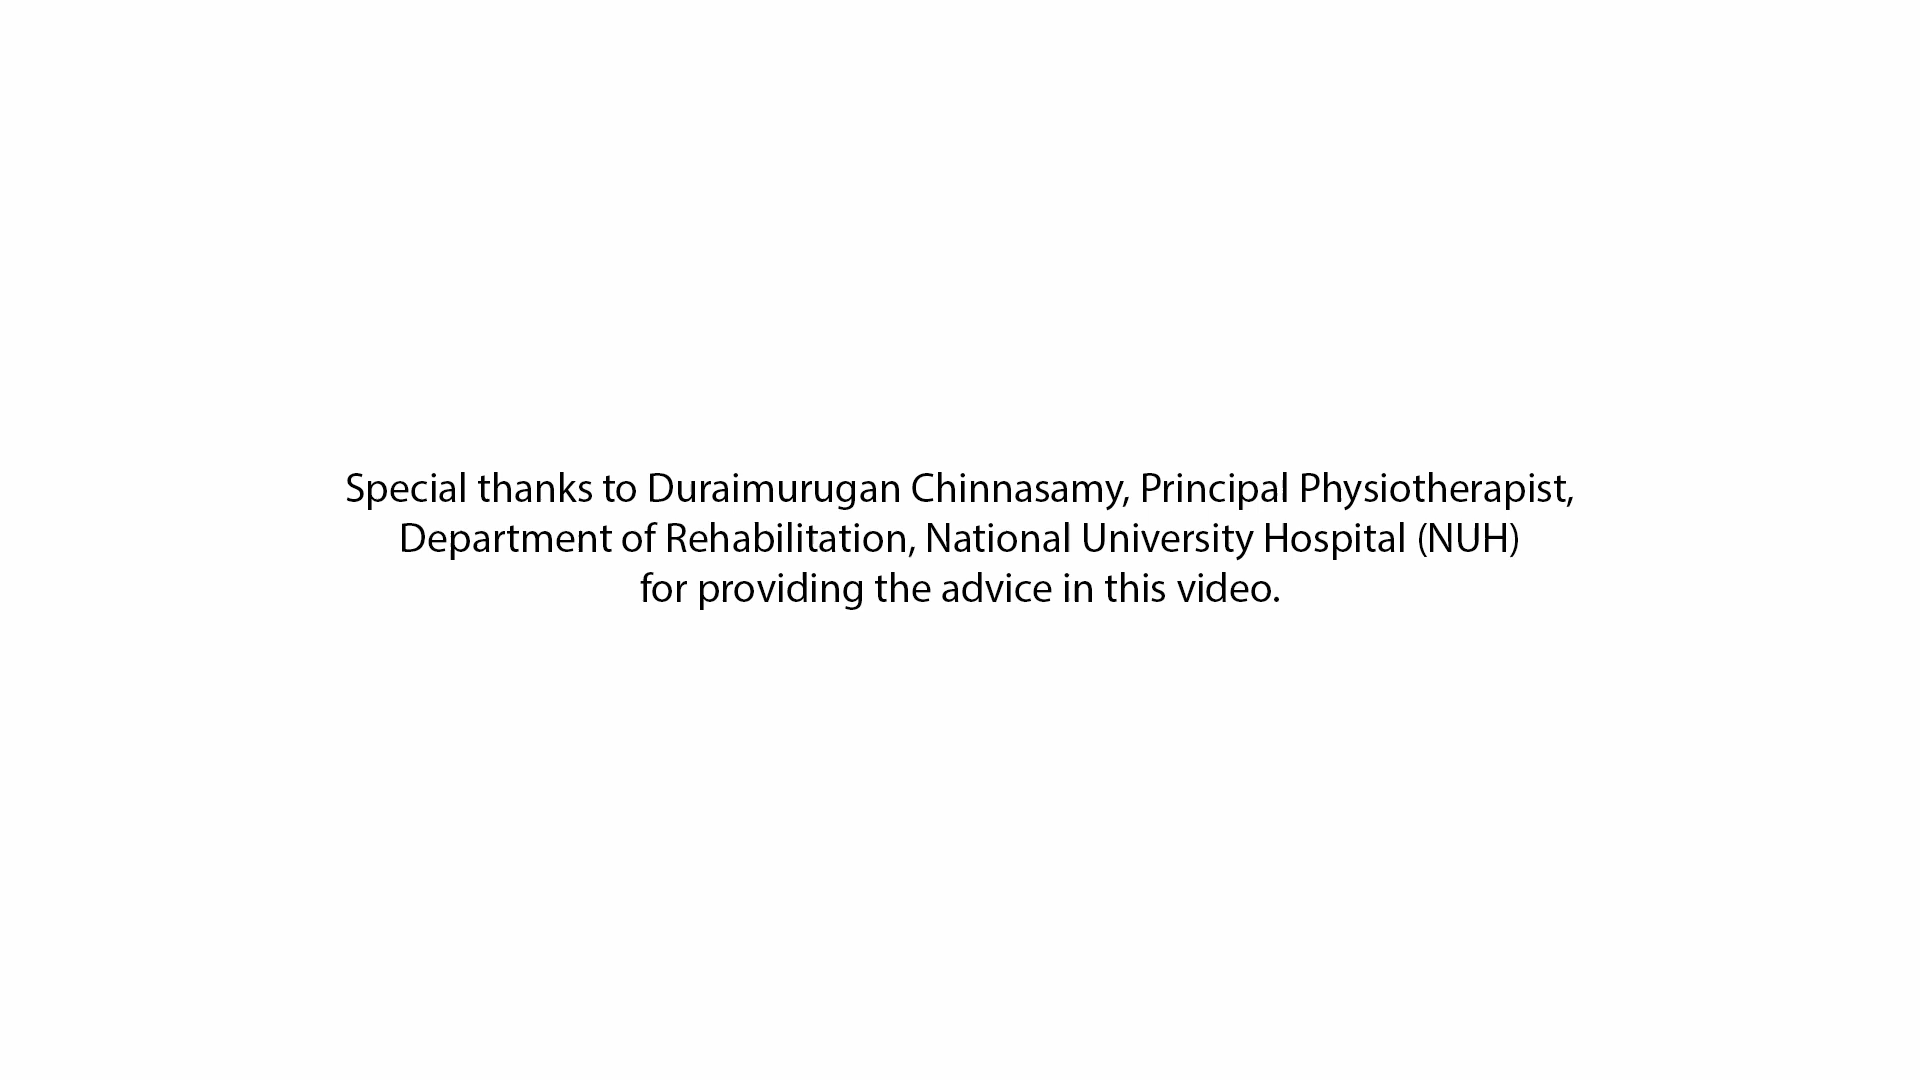 Special thanks to Duraimurugan Chinnasamy, Principal Physiotherapist,
Department of Rehabilitation, National University Hospital (NUH)
for providing the advice in this video.